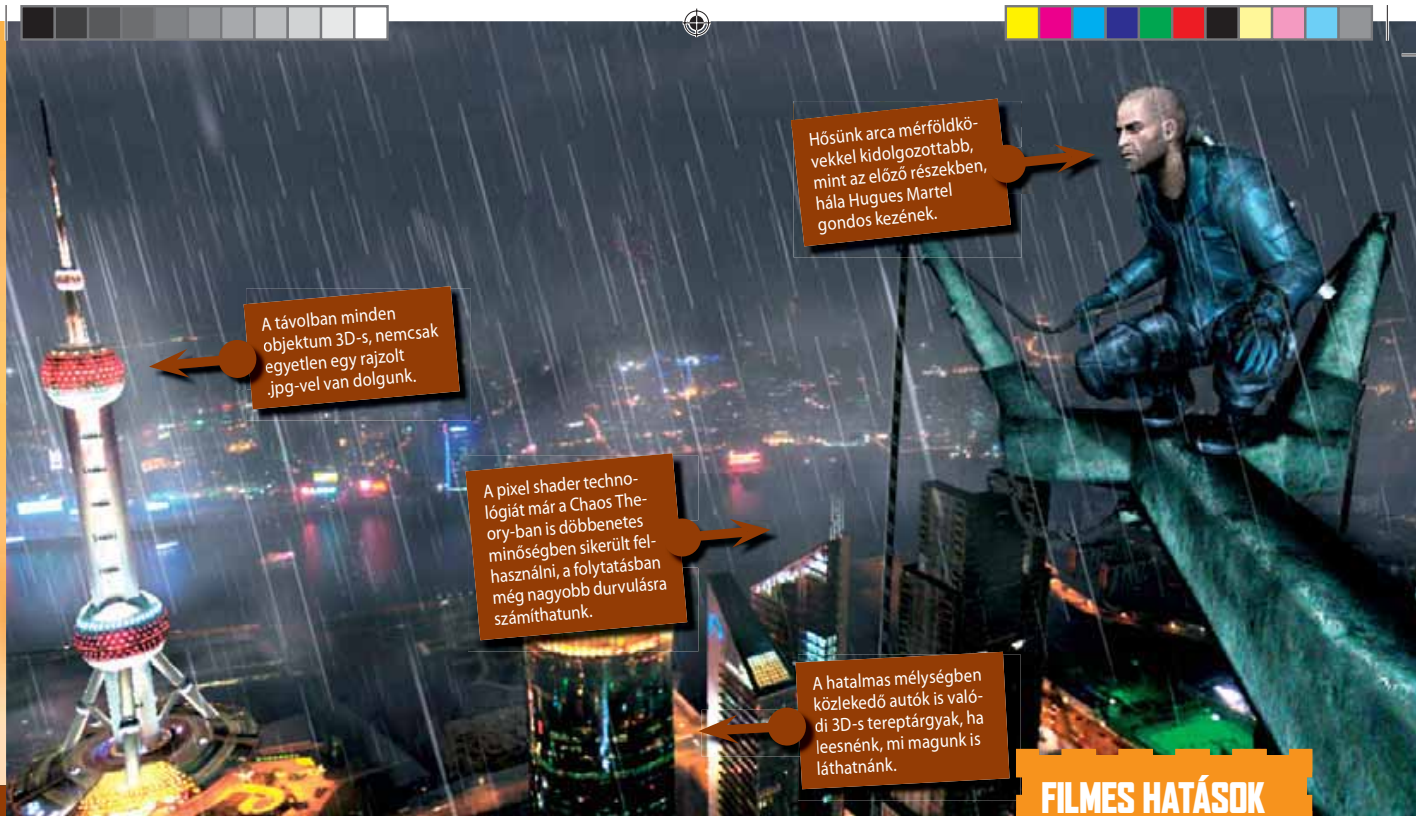 Hősünk arca mérföldkö-
vekkel kidolgozottabb,
mint az előző részekben,
hála Hugues Martel
gondos kezének.
A távolban minden
objektum 3D-s, nemcsak
egyetlen egy rajzolt
.jpg-vel van dolgunk.
A pixel shader techno-
lógiát már a Chaos The-
ory-ban is döbbenetes
minőségben sikerült fel-
használni, a folytatásban
még nagyobb durvulásra
számíthatunk.
A hatalmas mélységben
közlekedő autók is való-
di 3D-s tereptárgyak, ha
leesnénk, mi magunk is
láthatnánk.
FILMES HATÁSOK